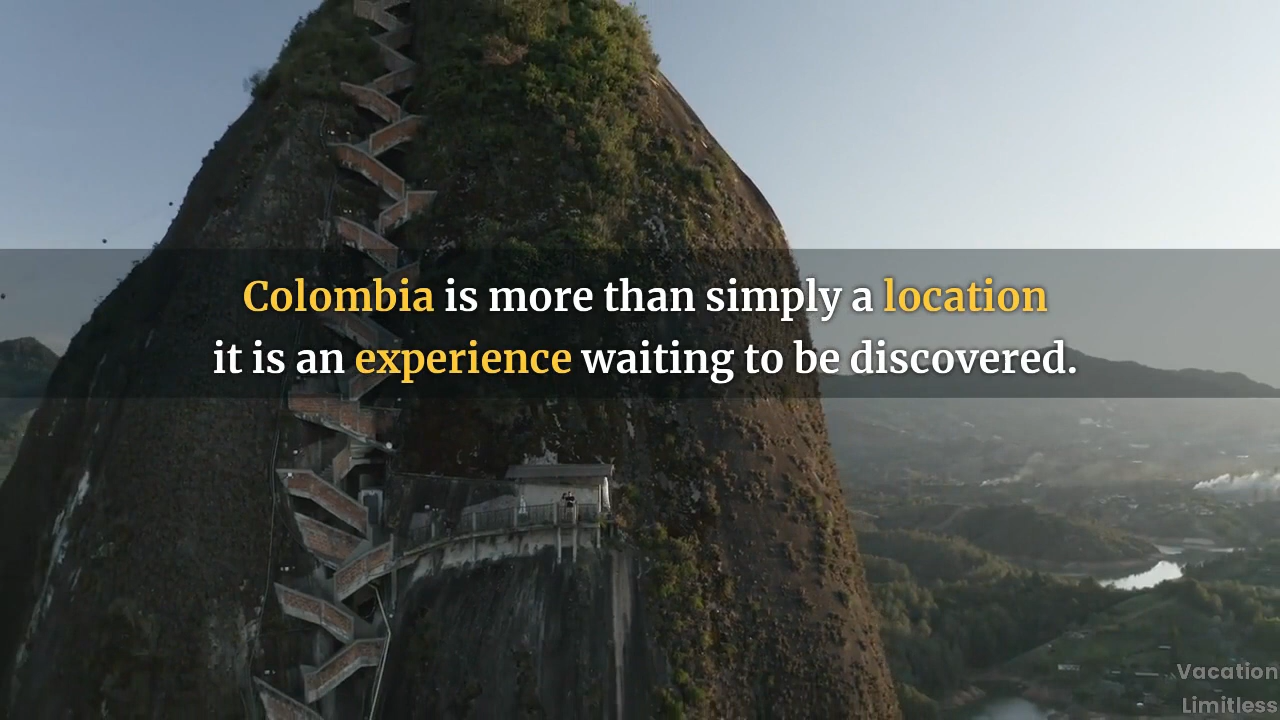 Colombia is more than simply a location
it is an experience waiting to be discovered.
Vacation
Limitless